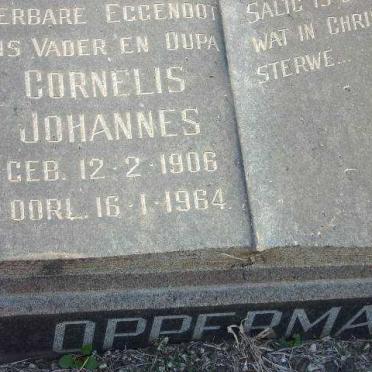 ERBARE EGGENOOT
NS VADER EN OUPA
CORNELIS
JOHANNES
GEB. 12-2-1906
OORL. 16-1-1964.
SALIG IS D
WAT IN CHRI
STERWE...
OPPERMA